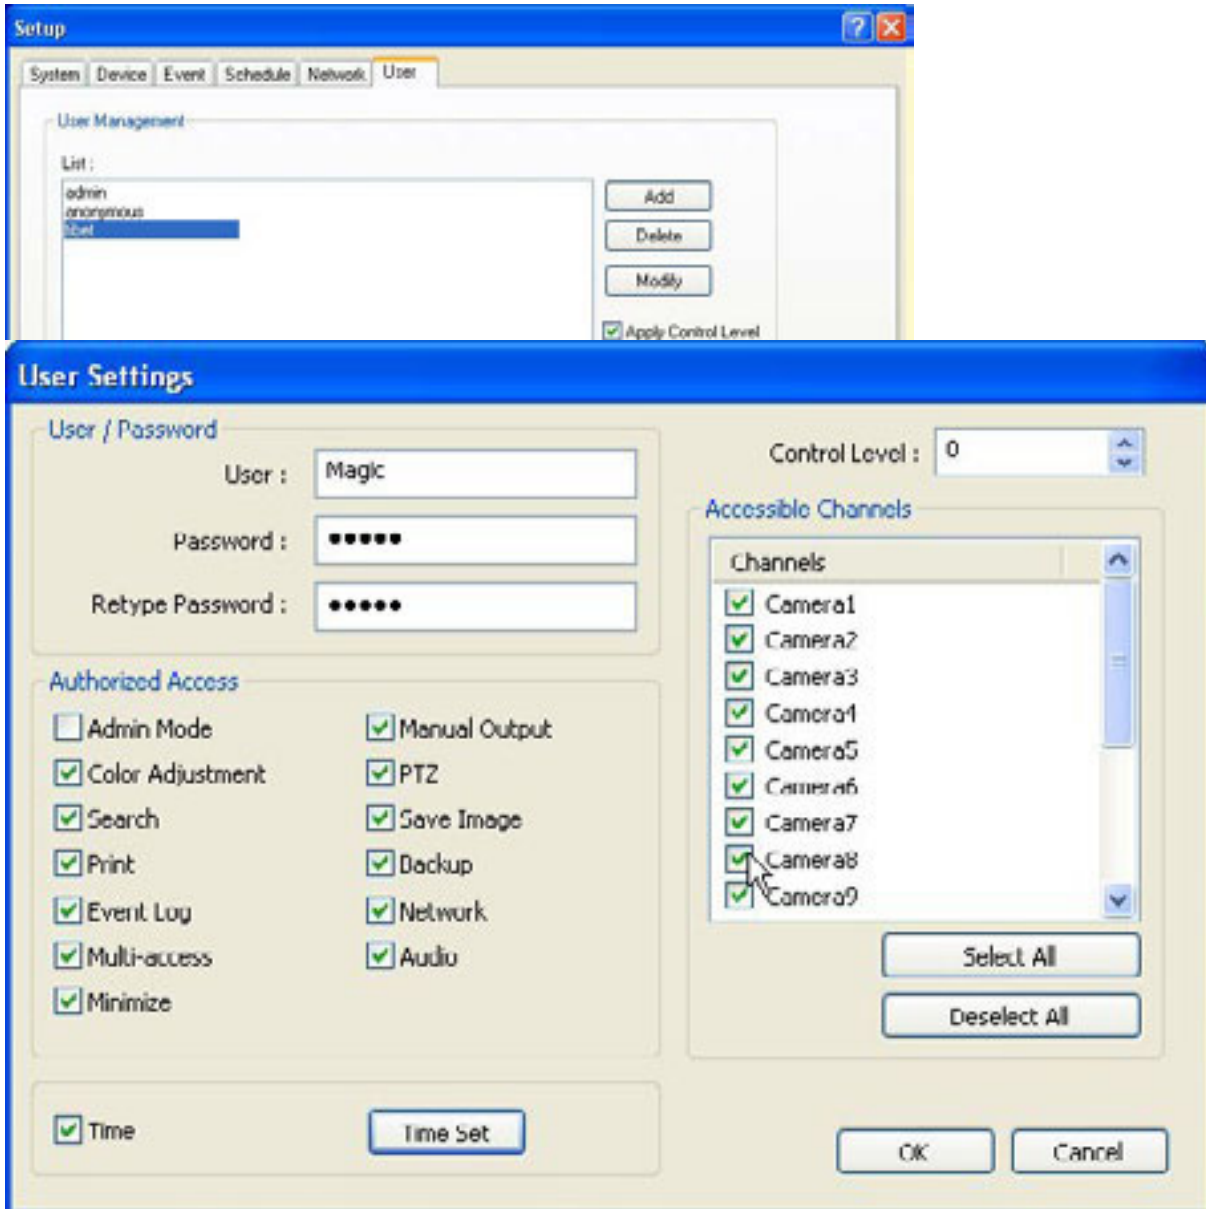 Setup
System Device Event Schedule Network User
User Management
List :
admin
anonymous
Add
Delete
Modify
Apply Control Level
User Settings
User / Password
User : Magic
Password : •••••
Retype Password : •••••
Control Level : 0
Authorized Access
Admin Mode Manual Output
Color Adjustment PTZ
Search Save Image
Print Backup
Event Log Network
Multi-access Audio
Minimize
Accessible Channels
Channels
Camera1
Camera2
Camera3
Camera4
Camera5
Camera6
Camera7
Camera8
Camera9
Select All
Deselect All
Time Time Set
OK Cancel